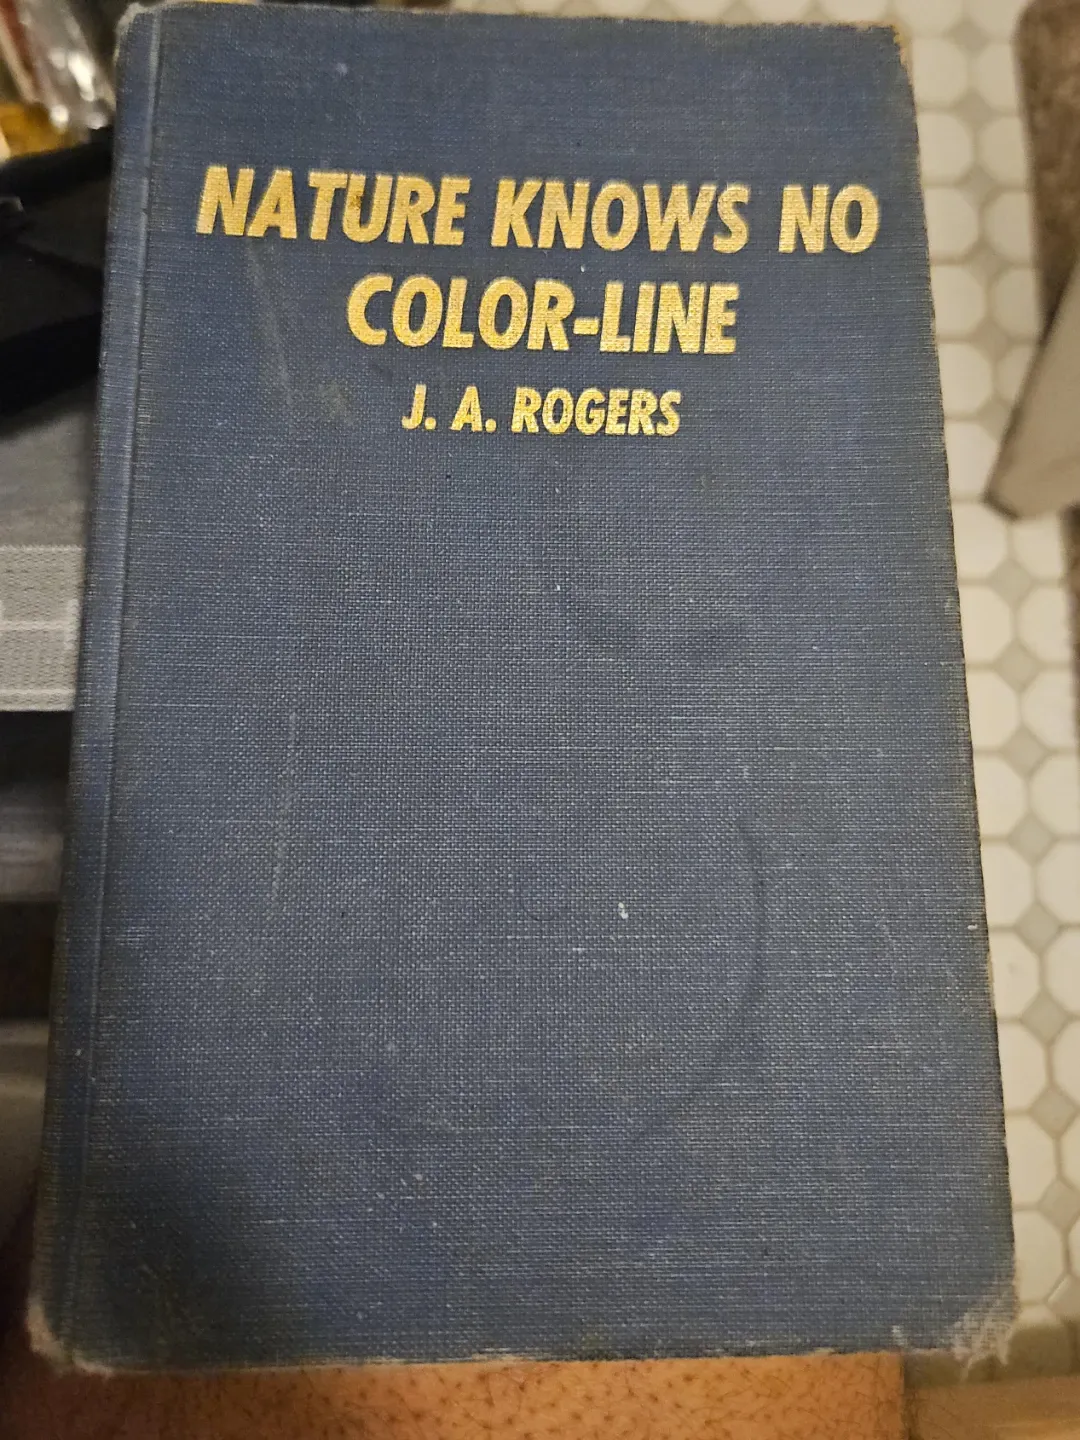 NATURE KNOWS NO
COLOR-LINE
J. A. ROGERS